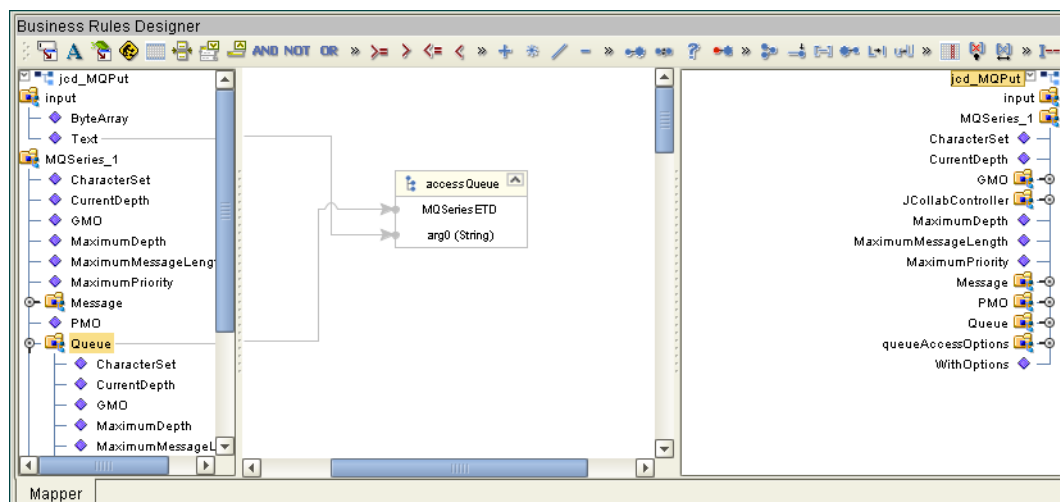 Business Rules Designer
A AND NOT OR » >= > <= < » + * / - » ? » » »
jcd_MQPut
input
ByteArray
Text
MQSeries_1
CharacterSet
CurrentDepth
GMO
MaximumDepth
MaximumMessageLeng
MaximumPriority
Message
PMO
Queue
CharacterSet
CurrentDepth
GMO
MaximumDepth
MaximumMessageL
accessQueue
MQSeriesETD
arg0 (String)
jcd_MQPut
input
MQSeries_1
CharacterSet
CurrentDepth
GMO
JCollabController
MaximumDepth
MaximumMessageLength
MaximumPriority
Message
PMO
Queue
queueAccessOptions
WithOptions
Mapper